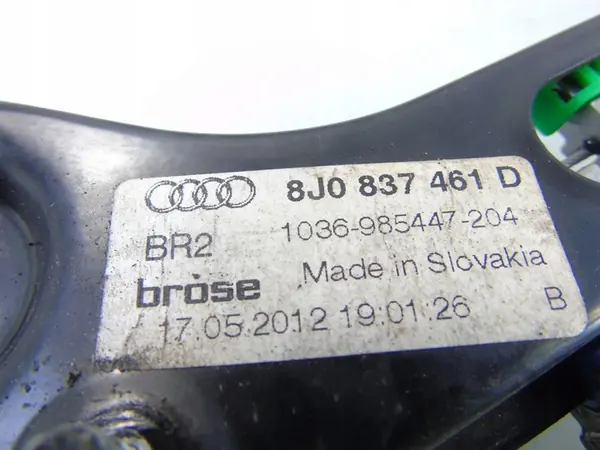 8J0 837 461 D
BR2 1036-985447-204
brose Made in Slovakia
17.05.2012 19:01:26 B